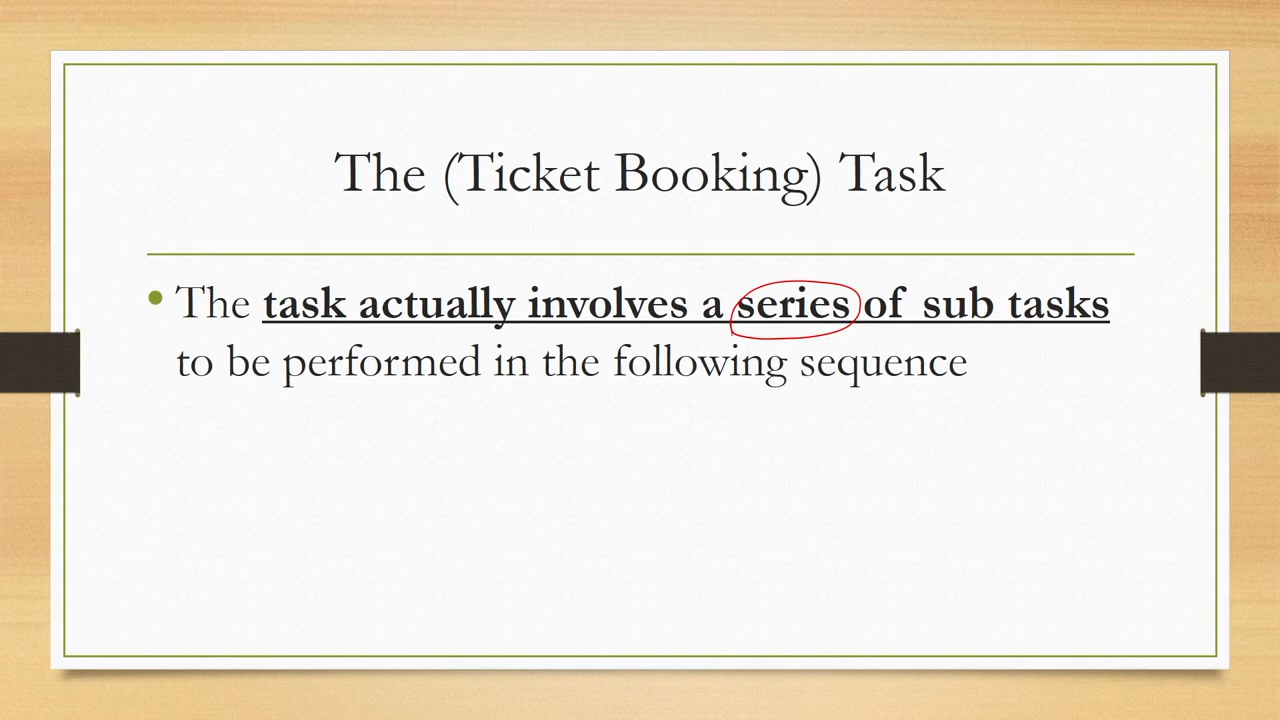 The (Ticket Booking) Task
• The task actually involves a series of sub tasks
to be performed in the following sequence